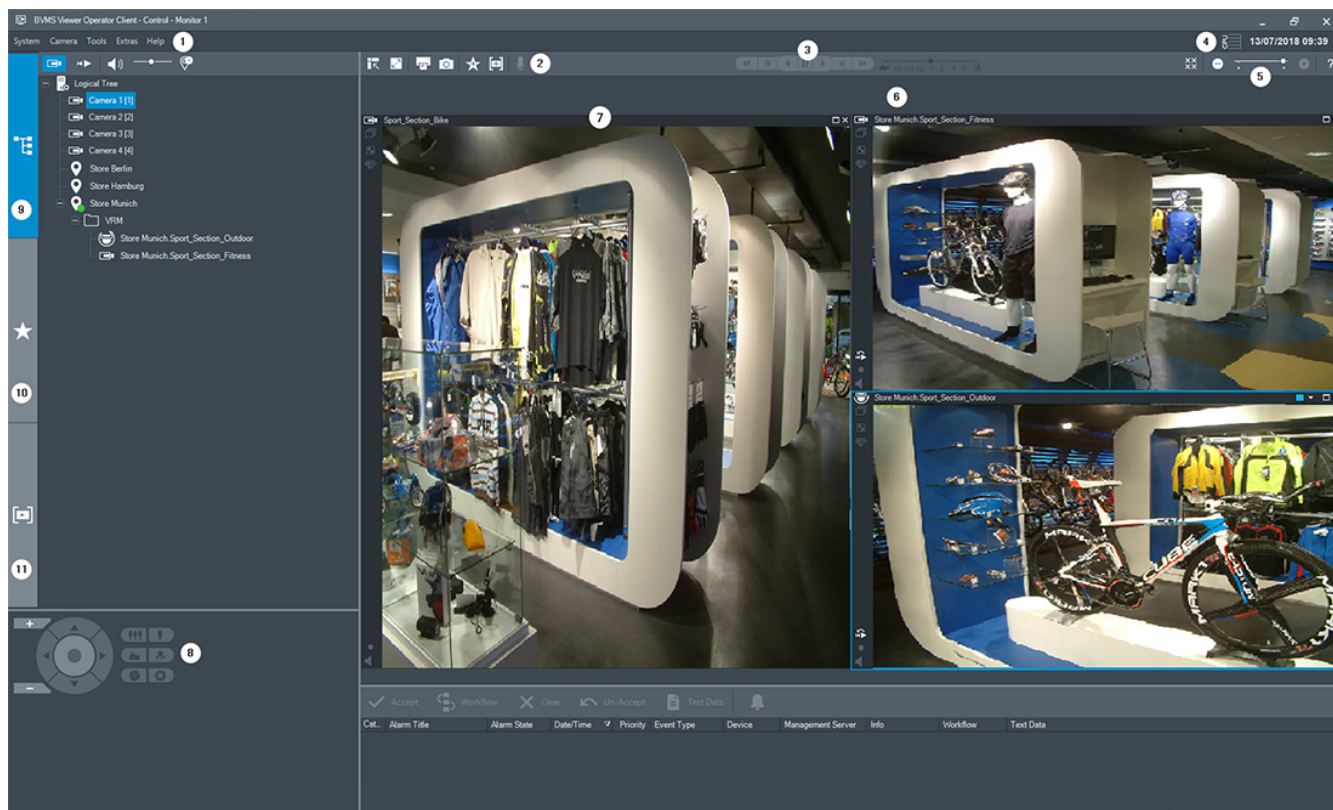 BVMS Viewer Operator Client - Control - Monitor 1
System Camera Tools Extras Help 1
4 13/07/2018 09:39
2
3
5
?
Logical Tree
Camera 1 [1]
Camera 2 [2]
Camera 3 [3]
Camera 4 [4]
Store Berlin
Store Hamburg
Store Munich
VRM
Store Munich.Sport_Section_Outdoor
Store Munich.Sport_Section_Fitness
9
10
11
6
Sport_Section_Bike 7
Store Munich.Sport_Section_Fitness
Store Munich.Sport_Section_Outdoor
CUBE
8
Accept Workflow Clear Un-Accept Text Data
Cat.. Alarm Title Alarm State Date/Time Priority Event Type Device Management Server Info Workflow Text Data